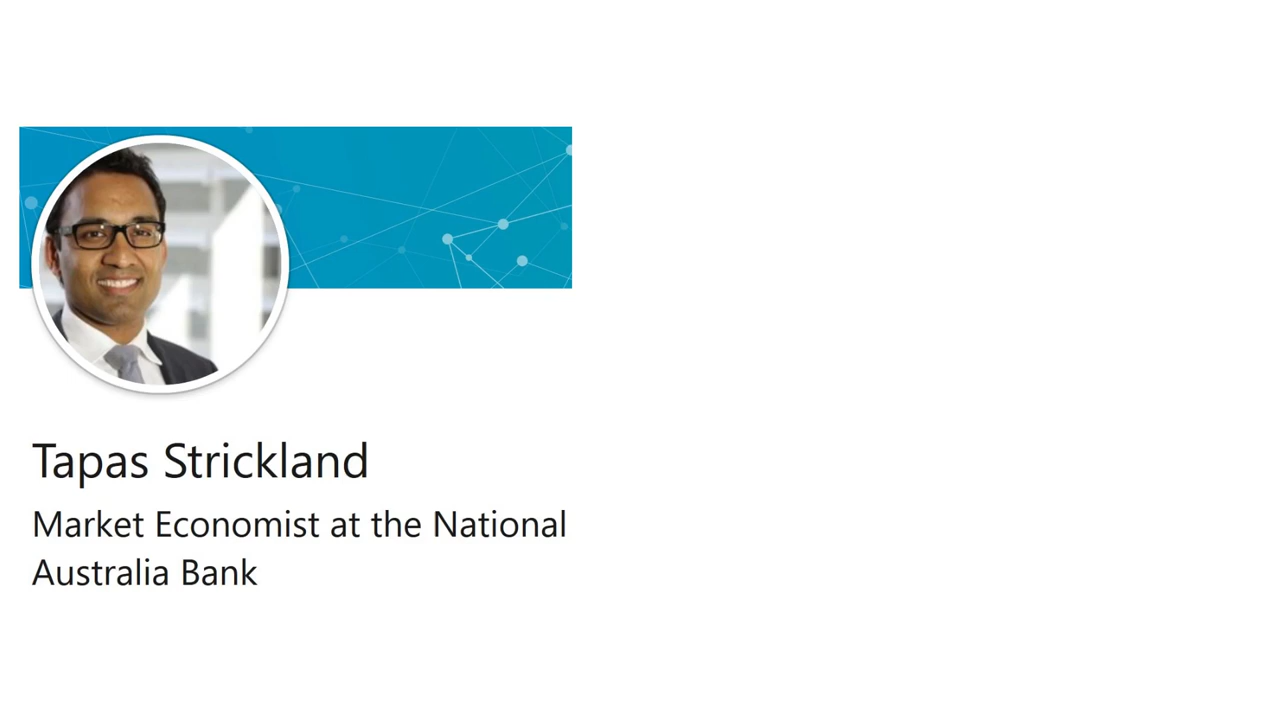 Tapas Strickland
Market Economist at the National
Australia Bank